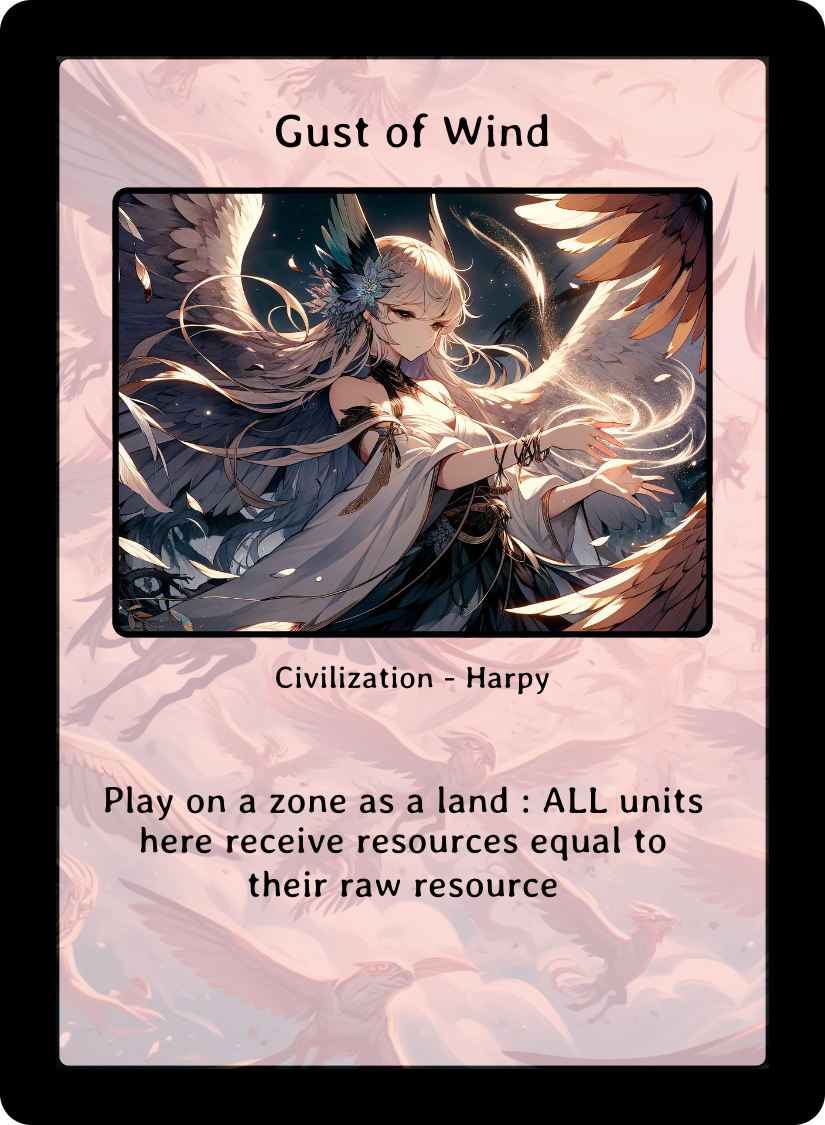 Gust of Wind
Civilization - Harpy
Play on a zone as a land : ALL units
here receive resources equal to
their raw resource